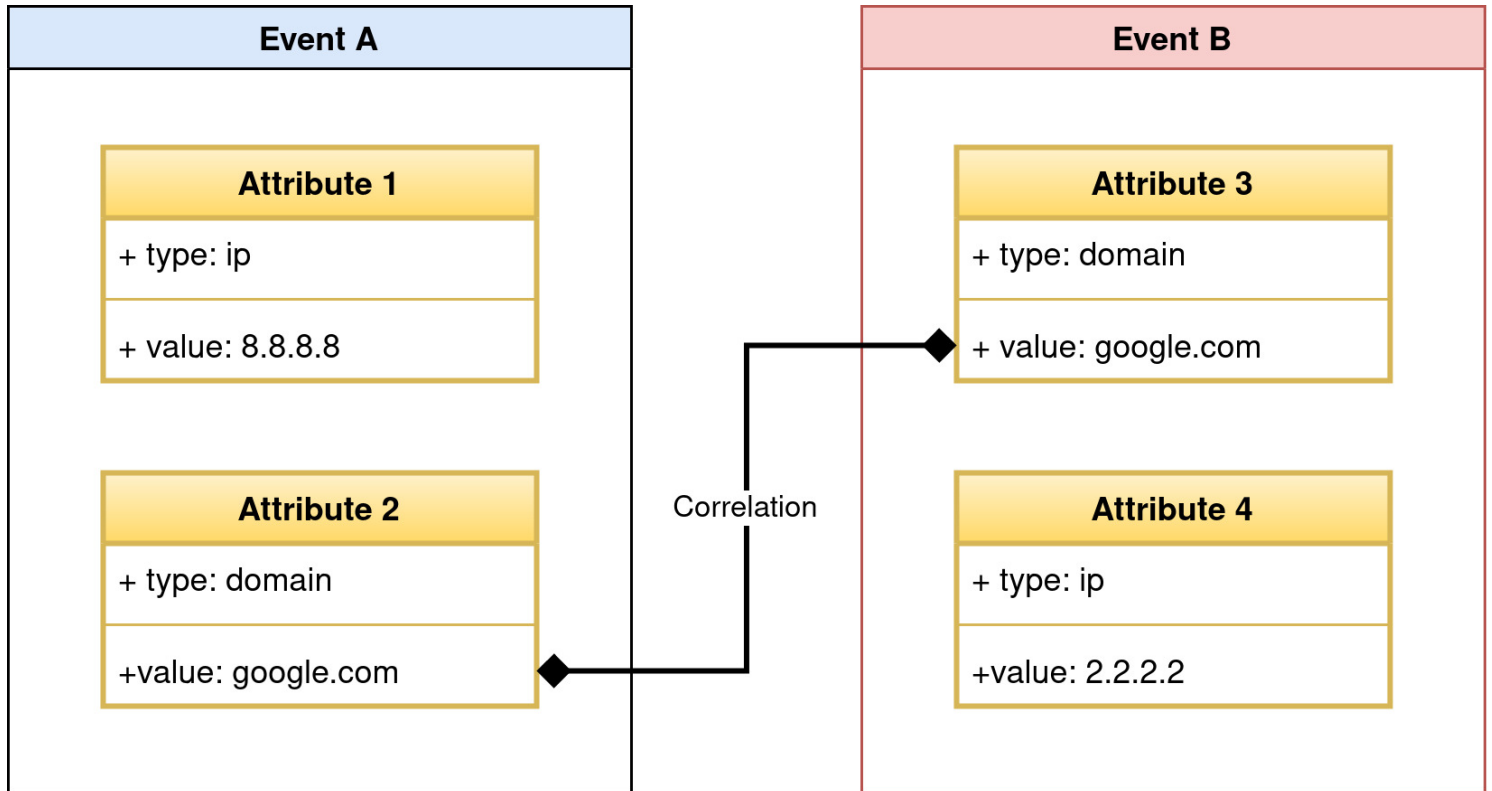 Event A
Attribute 1
+ type: ip
+ value: 8.8.8.8
Attribute 2
+ type: domain
+value: google.com
Correlation
Event B
Attribute 3
+ type: domain
+ value: google.com
Attribute 4
+ type: ip
+value: 2.2.2.2